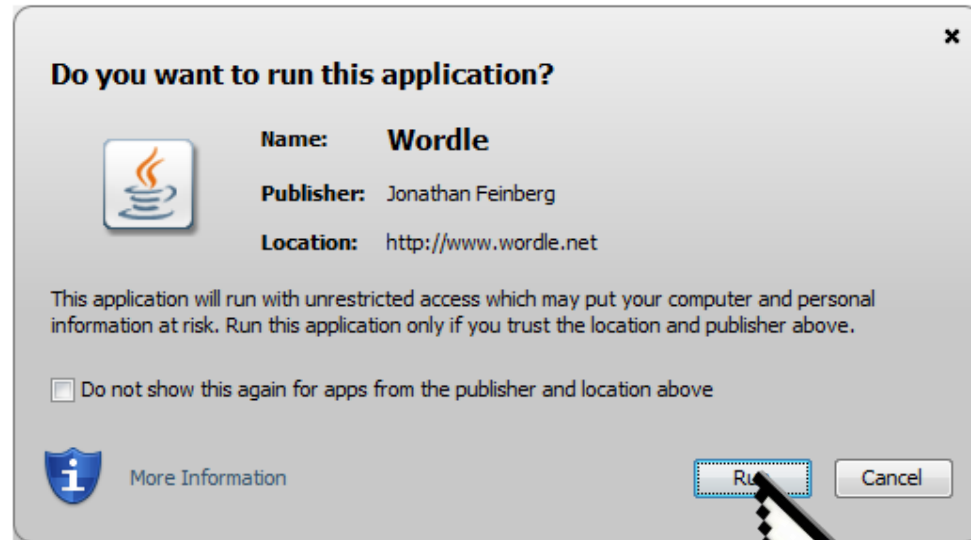 Do you want to run this application?
Name: Wordle
Publisher: Jonathan Feinberg
Location: http://www.wordle.net
This application will run with unrestricted access which may put your computer and personal
information at risk. Run this application only if you trust the location and publisher above.
Do not show this again for apps from the publisher and location above
More Information
Cancel